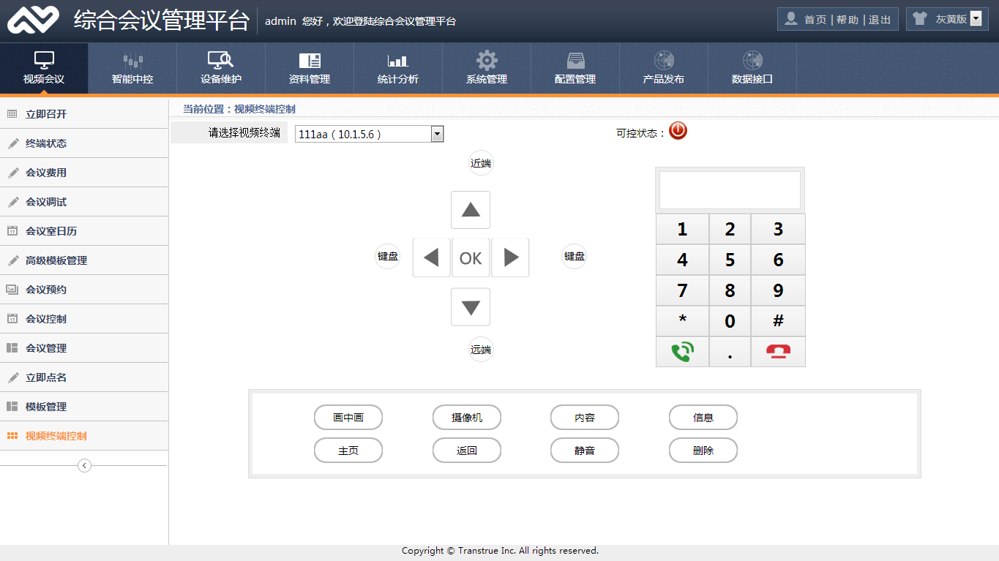 综合会议管理平台
admin 您好，欢迎登陆综合会议管理平台
首页 | 帮助 | 退出
灰黄版
视频会议 智能中控 设备维护 资料管理 统计分析 系统管理 配置管理 产品发布 数据接口
立即召开
终端状态
会议费用
会议调试
会议室日历
高级模板管理
会议预约
会议控制
会议管理
立即点名
模板管理
视频终端控制
当前位置：视频终端控制
请选择视频终端 111aa（10.1.5.6） 可控状态：
近端
键盘 OK 键盘
远端
1 2 3
4 5 6
7 8 9
* 0 #
.
画中画 摄像机 内容 信息
主页 返回 静音 删除
Copyright © Transtrue Inc. All rights reserved.